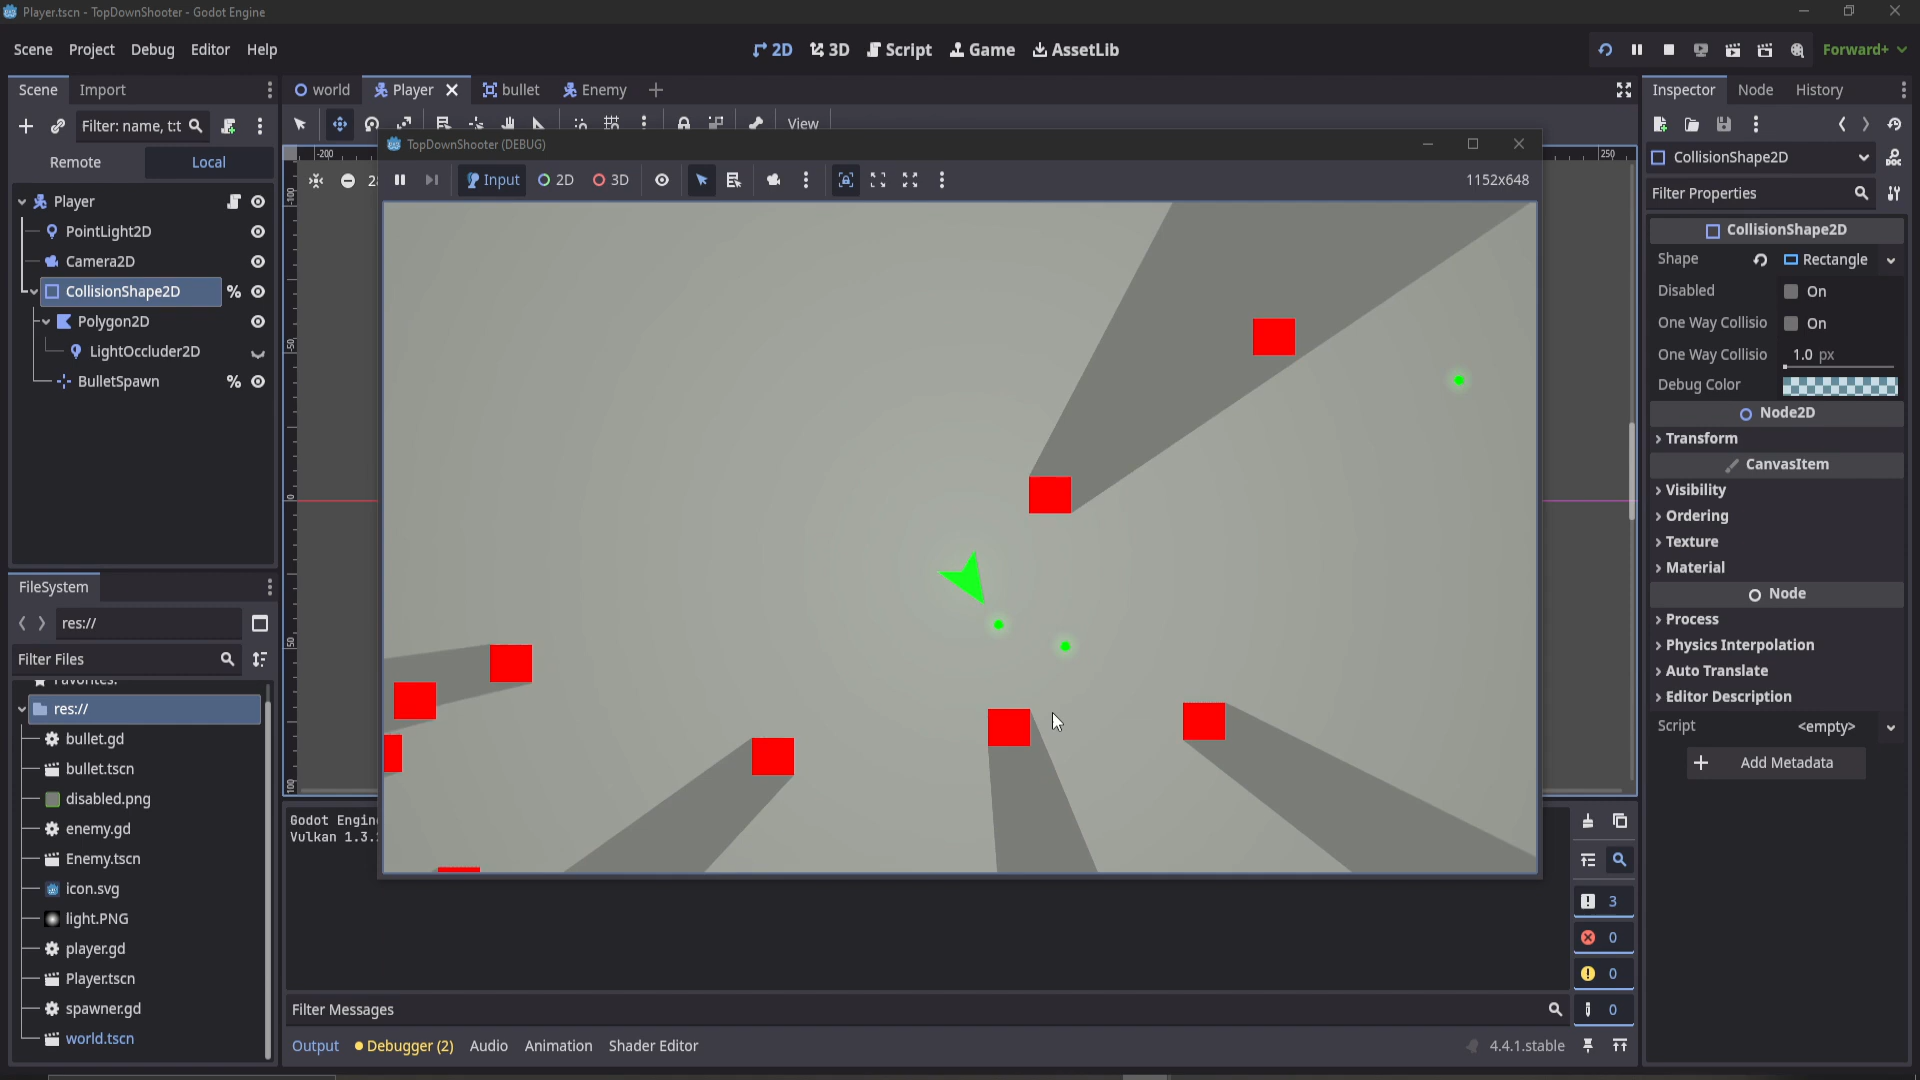 Player.tscn - TopDownShooter - Godot Engine
Scene Project Debug Editor Help
2D 3D Script Game AssetLib
Forward+
Scene Import
world Player bullet Enemy
Inspector Node History
Filter: name, t:t
View
Remote Local
TopDownShooter (DEBUG)
Input 2D 3D
1152x648
-200
250
-100
-50
0
50
100
Player
PointLight2D
Camera2D
CollisionShape2D
Polygon2D
LightOccluder2D
BulletSpawn
FileSystem
res://
Filter Files
Favorites:
res://
bullet.gd
bullet.tscn
disabled.png
enemy.gd
Enemy.tscn
icon.svg
light.PNG
player.gd
Player.tscn
spawner.gd
world.tscn
Godot Engin
Vulkan 1.3.
3
0
0
0
Filter Messages
Output Debugger (2) Audio Animation Shader Editor
4.4.1.stable
CollisionShape2D
Filter Properties
CollisionShape2D
Shape Rectangle
Disabled On
One Way Collisio On
One Way Collisio 1.0 px
Debug Color
Node2D
Transform
CanvasItem
Visibility
Ordering
Texture
Material
Node
Process
Physics Interpolation
Auto Translate
Editor Description
Script <empty>
Add Metadata